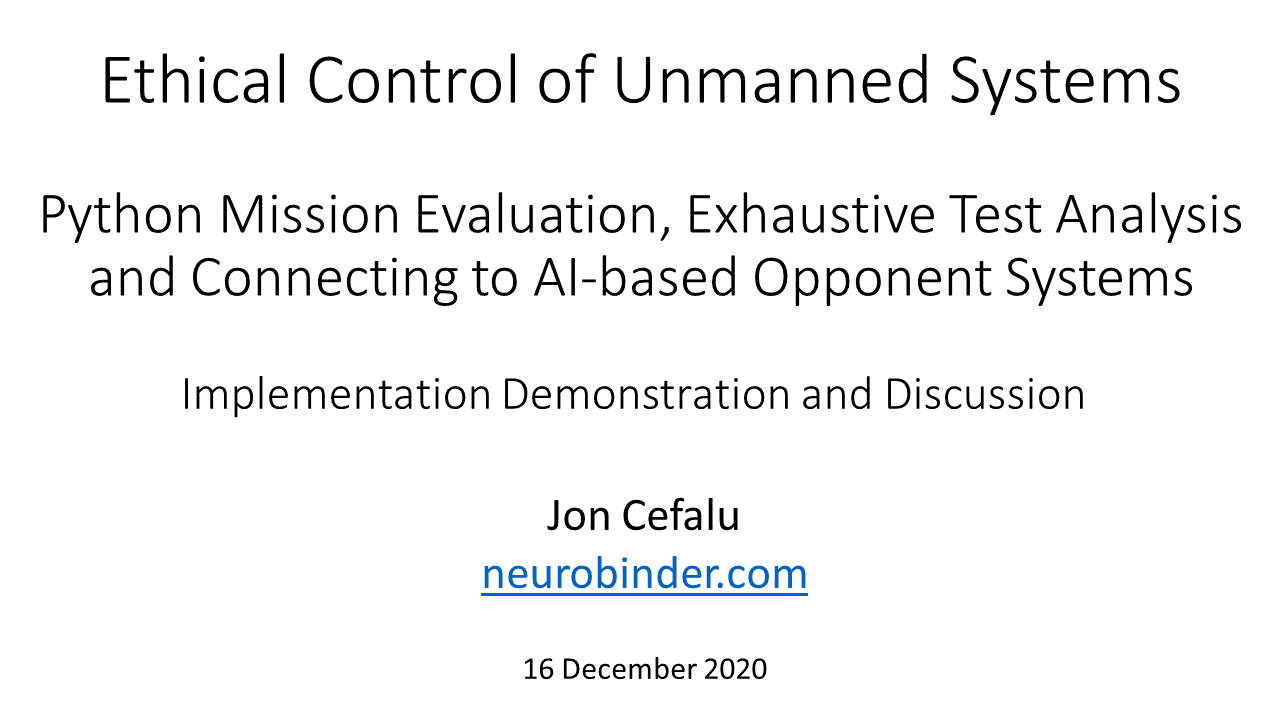 Ethical Control of Unmanned Systems
Python Mission Evaluation, Exhaustive Test Analysis
and Connecting to AI-based Opponent Systems
Implementation Demonstration and Discussion
Jon Cefalu
neurobinder.com
16 December 2020